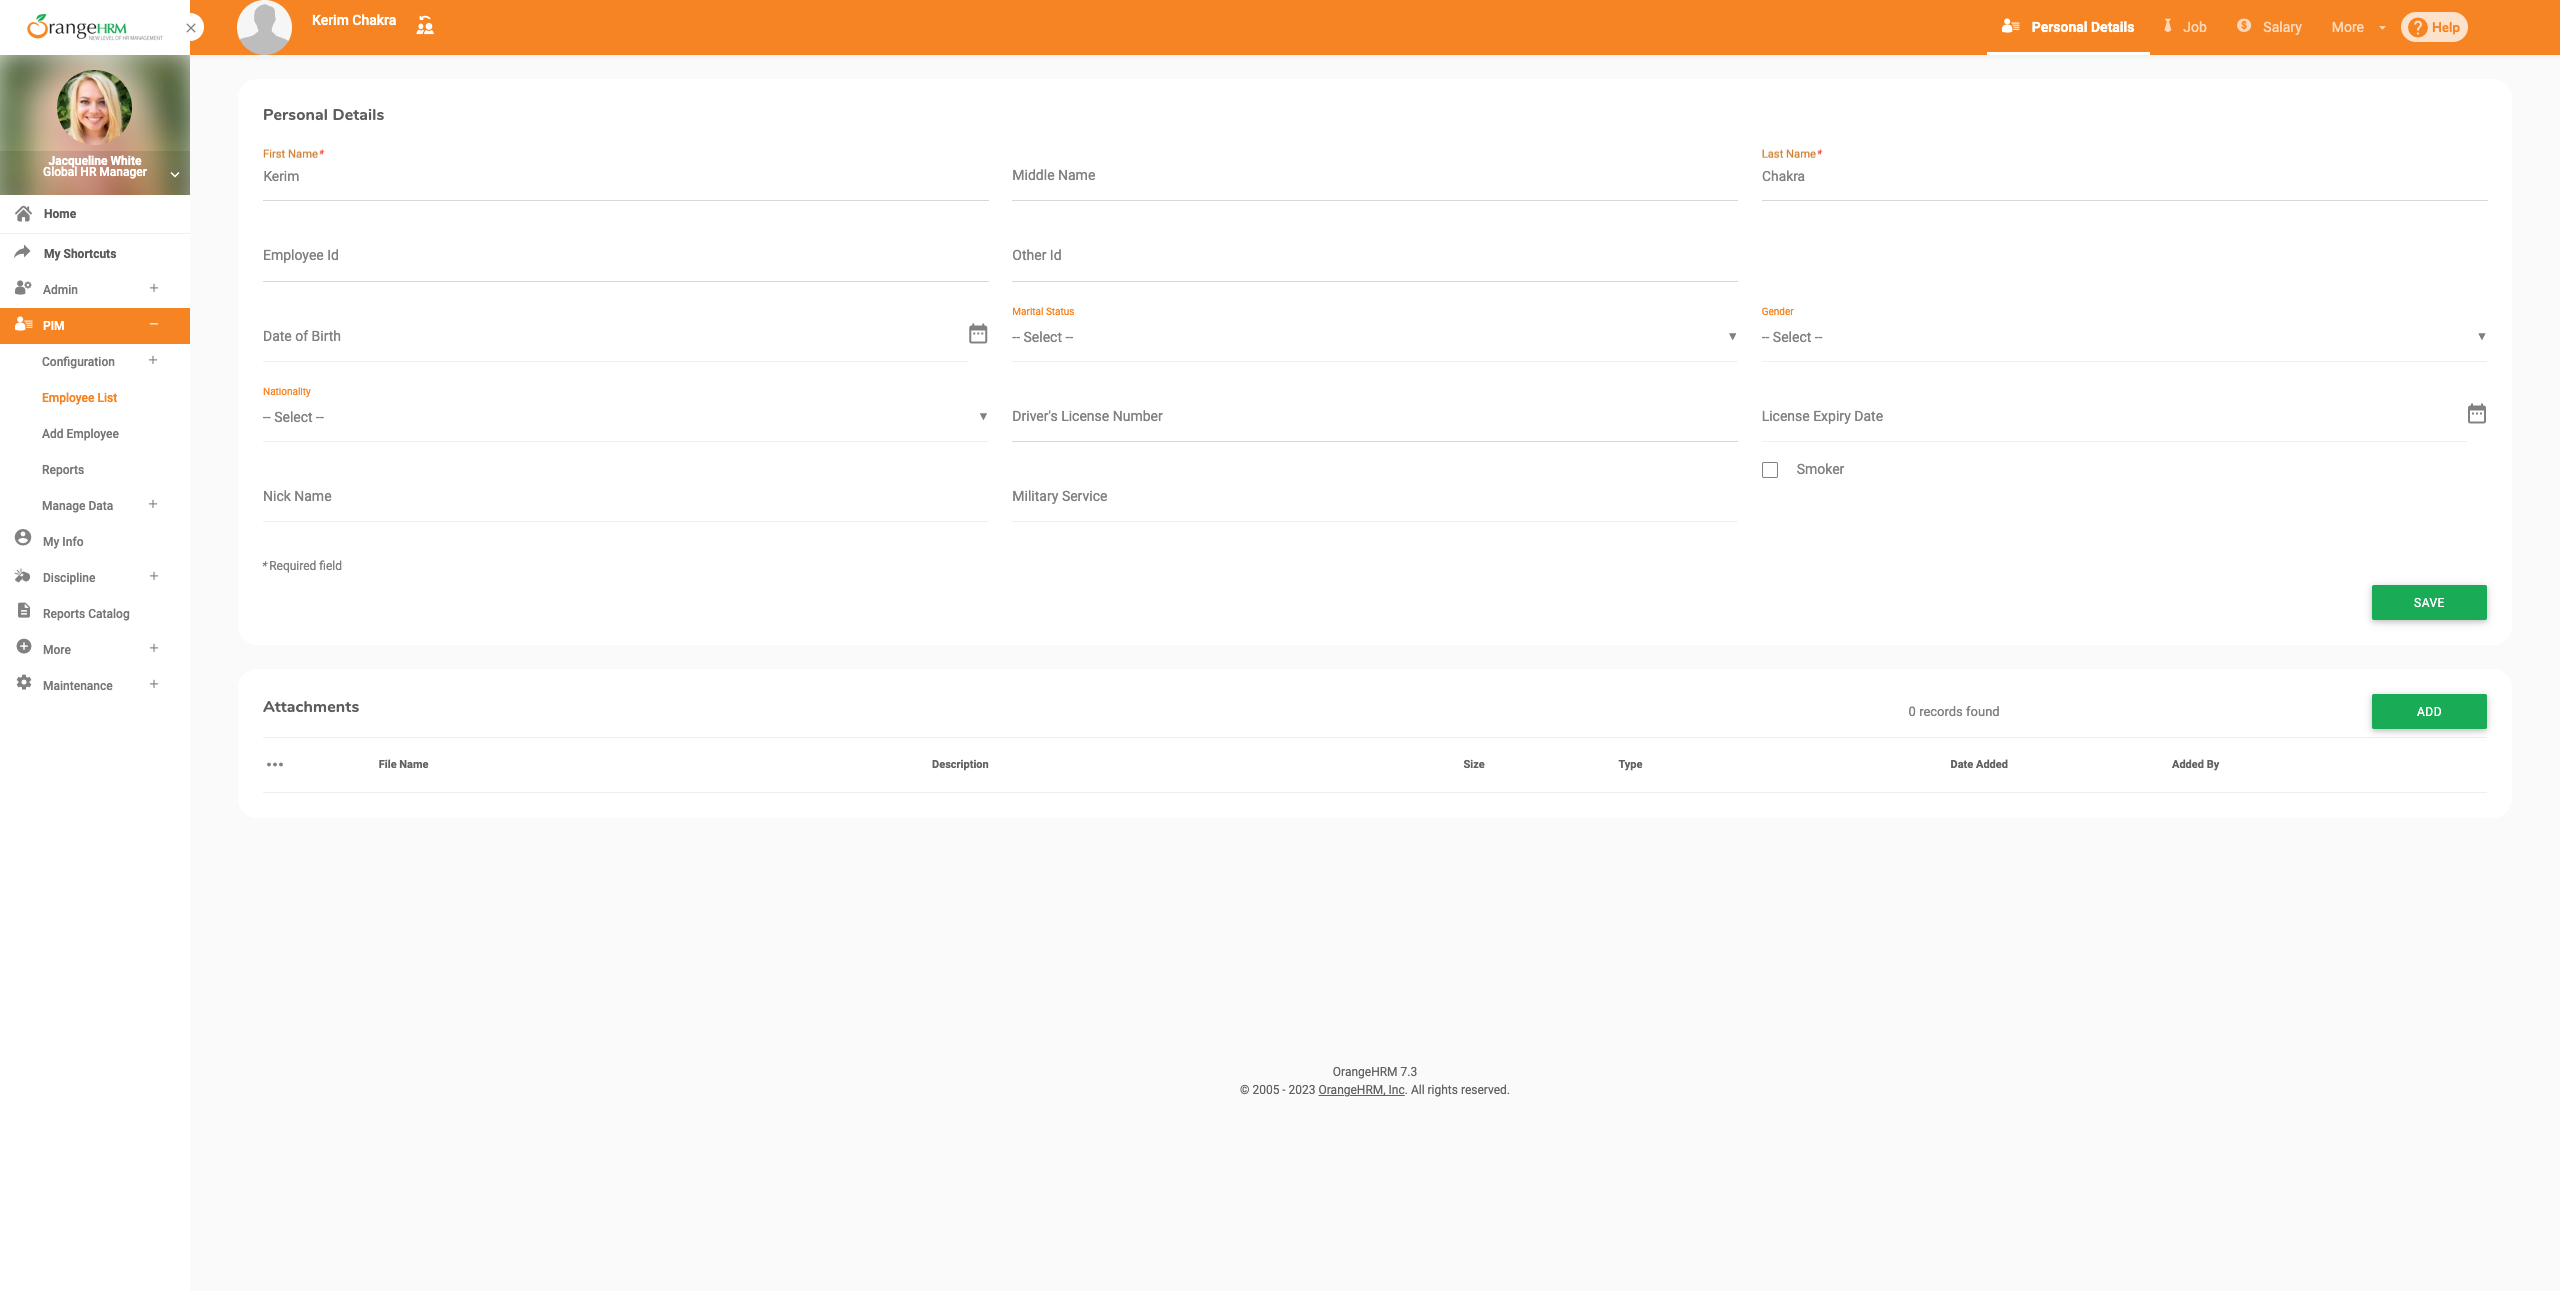 OrangeHRM
NEW LEVEL OF HR MANAGEMENT
Kerim Chakra
Personal Details
Job
Salary
More
? Help
Jacqueline White
Global HR Manager
Home
My Shortcuts
Admin
PIM
Configuration
Employee List
Add Employee
Reports
Manage Data
My Info
Discipline
Reports Catalog
More
Maintenance
Personal Details
First Name*
Kerim
Middle Name
Last Name*
Chakra
Employee Id
Other Id
Date of Birth
Marital Status
-- Select --
Gender
-- Select --
Nationality
-- Select --
Driver's License Number
License Expiry Date
Nick Name
Military Service
Smoker
* Required field
SAVE
Attachments
0 records found
ADD
File Name
Description
Size
Type
Date Added
Added By
OrangeHRM 7.3
© 2005 - 2023 OrangeHRM, Inc. All rights reserved.